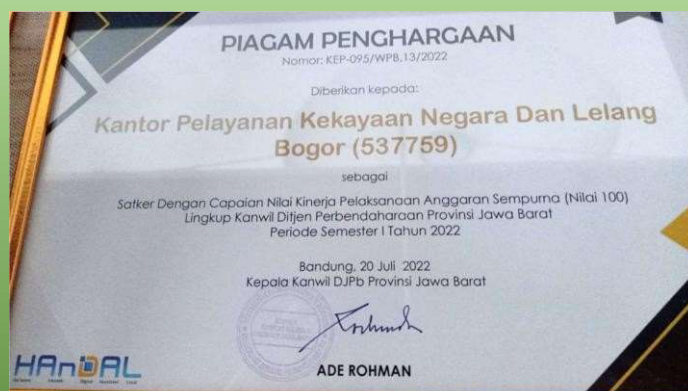 PIAGAM PENGHARGAAN
Nomor: KEP-095/WPB.13/2022
Diberikan kepada:
Kantor Pelayanan Kekayaan Negara Dan Lelang
Bogor (537759)
sebagai
Satker Dengan Capaian Nilai Kinerja Pelaksanaan Anggaran Sempurna (Nilai 100)
Lingkup Kanwil Ditjen Perbendaharaan Provinsi Jawa Barat
Periode Semester I Tahun 2022
Bandung, 20 Juli 2022
Kepala Kanwil DJPb Provinsi Jawa Barat
ADE ROHMAN
HAnDAL